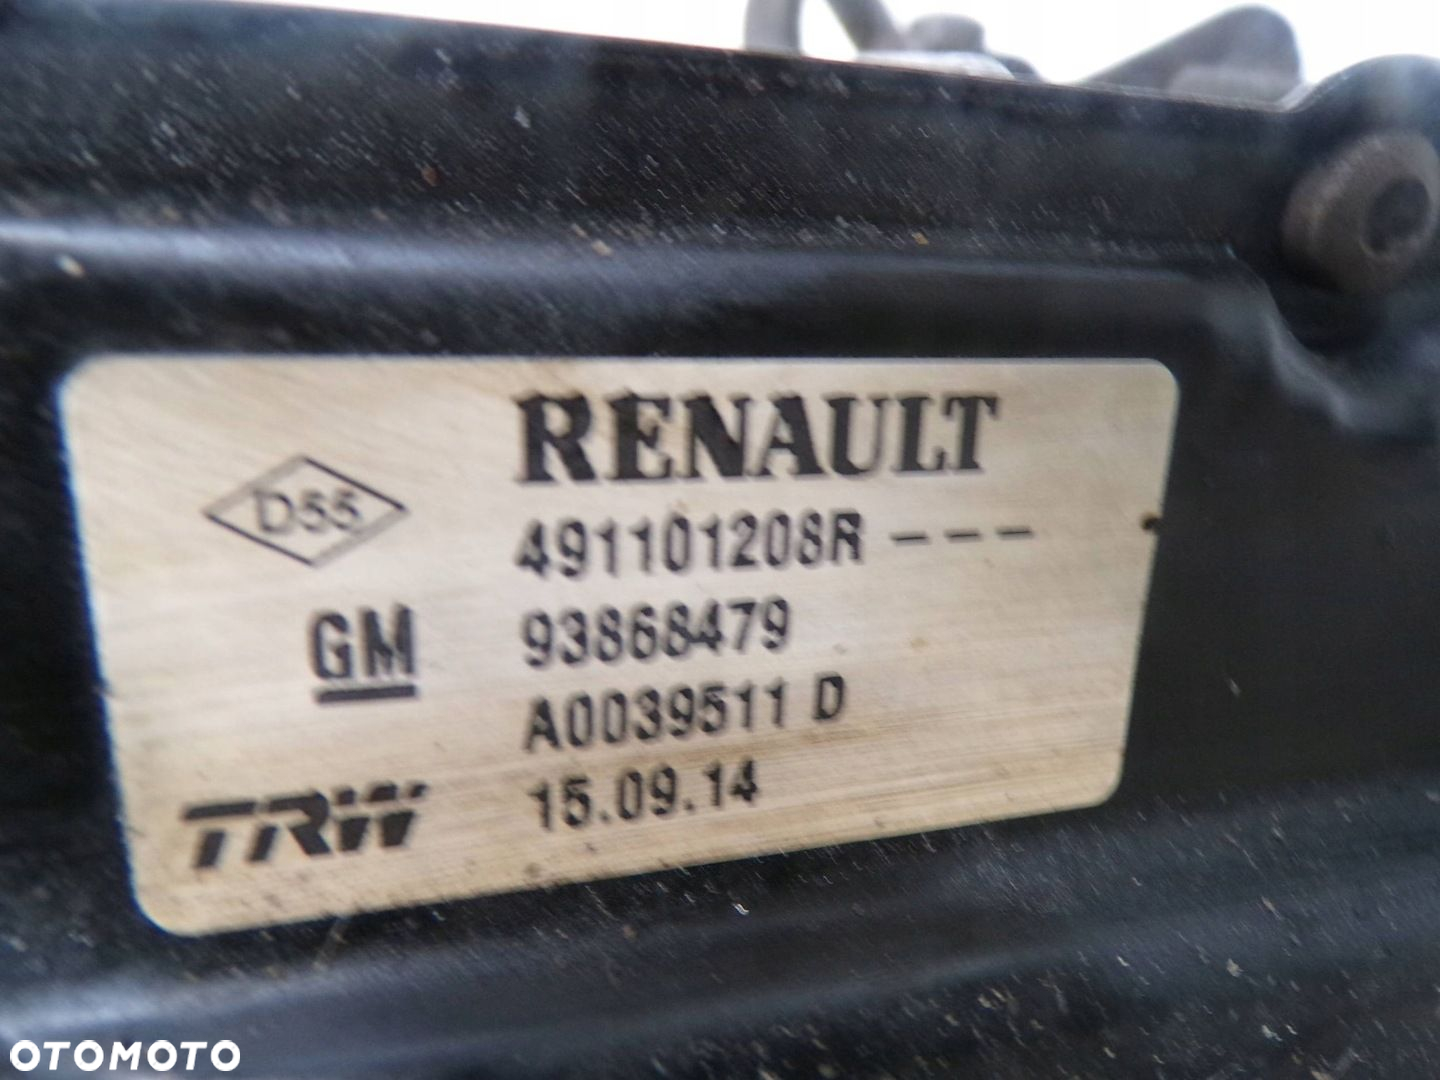 RENAULT
D55
491101208R ---
GM
93868479
A0039511 D
TRW
15.09.14
OTOMOTO